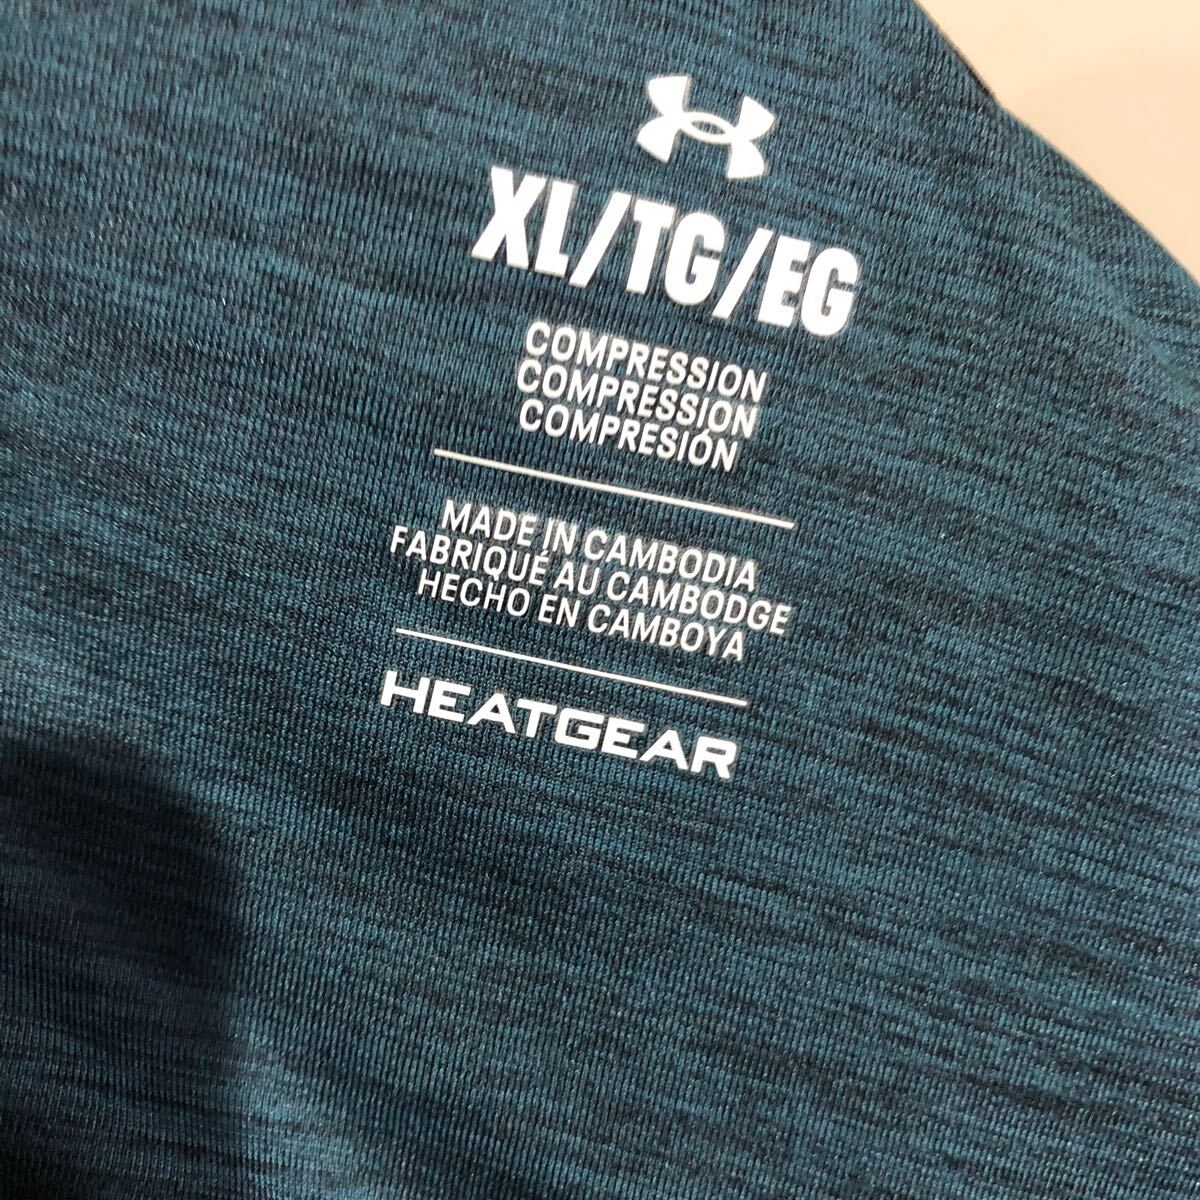 XL/TG/EG
COMPRESSION
COMPRESSION
COMPRESIÓN
MADE IN CAMBODIA
FABRIQUÉ AU CAMBODGE
HECHO EN CAMBOYA
HEATGEAR